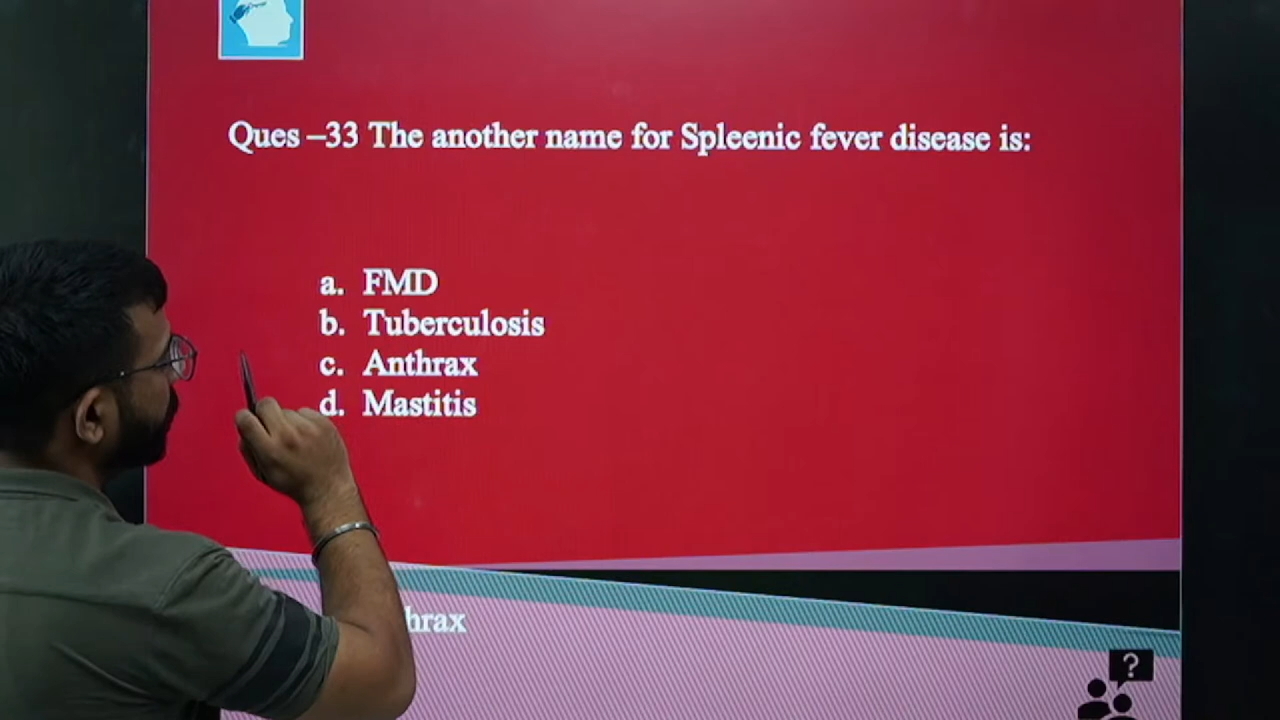 Ques –33 The another name for Spleenic fever disease is:
a. FMD
b. Tuberculosis
c. Anthrax
d. Mastitis
hrax
?